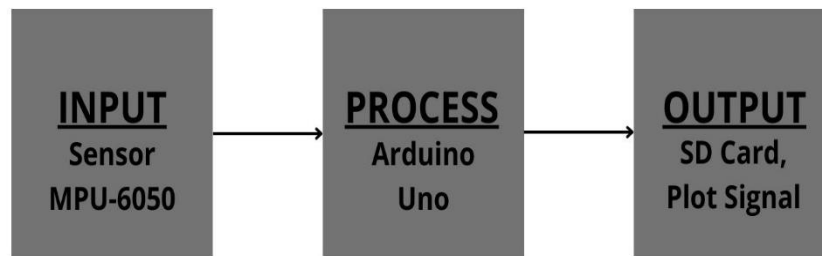 INPUT
Sensor
MPU-6050
PROCESS
Arduino
Uno
OUTPUT
SD Card,
Plot Signal